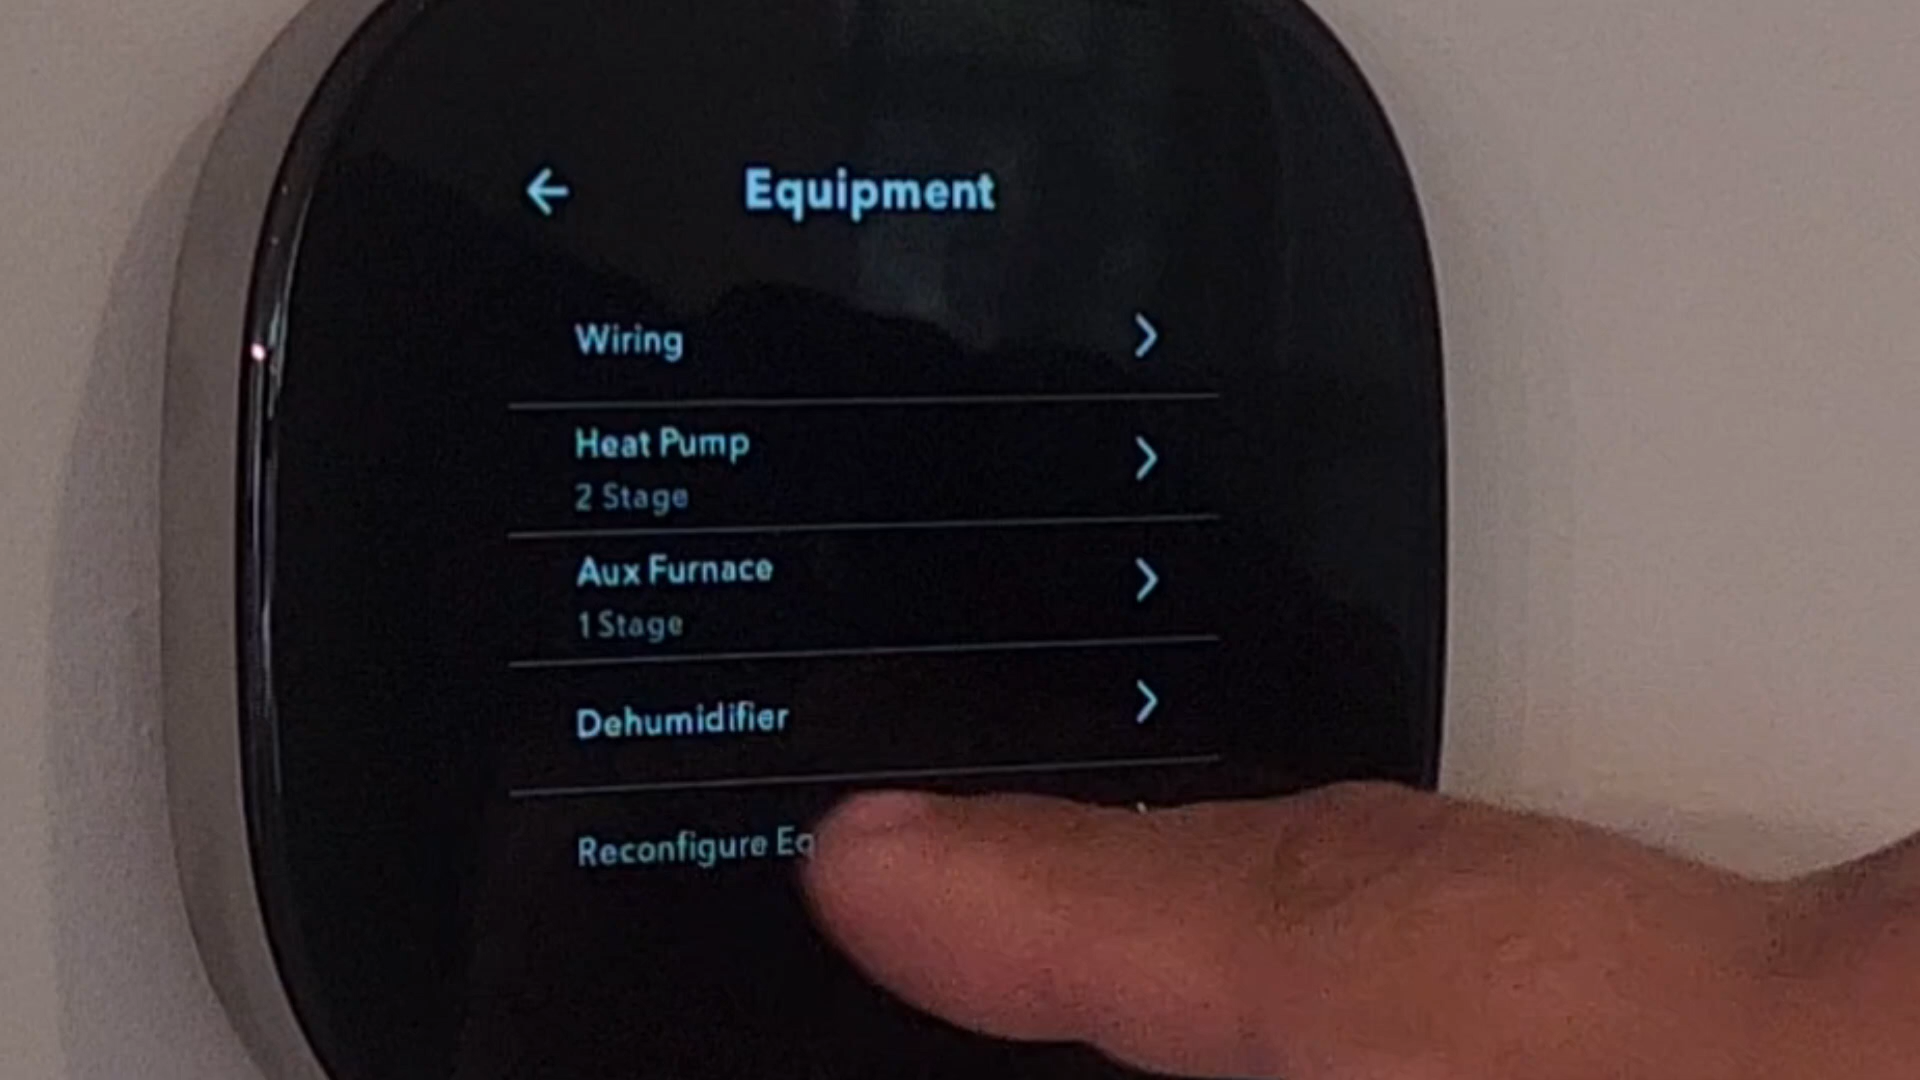 Equipment
Wiring
Heat Pump
2 Stage
Aux Furnace
1 Stage
Dehumidifier
Reconfigure